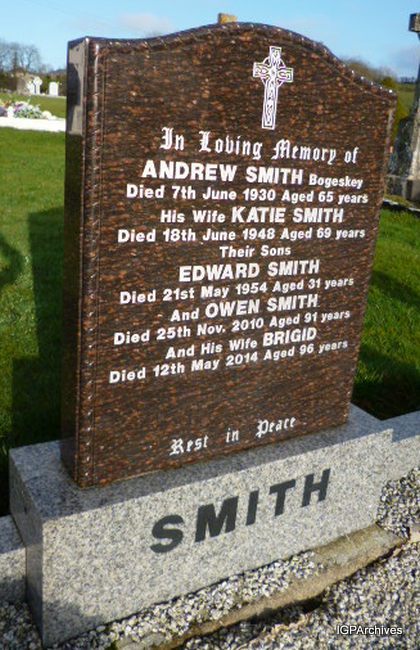 In Loving Memory of
ANDREW SMITH Bogeskey
Died 7th June 1930 Aged 65 years
His Wife KATIE SMITH
Died 18th June 1948 Aged 69 years
Their Sons
EDWARD SMITH
Died 21st May 1954 Aged 31 years
And OWEN SMITH
Died 25th Nov. 2010 Aged 91 years
And His Wife BRIGID
Died 12th May 2014 Aged 96 years
Rest in Peace
SMITH
IGPArchives